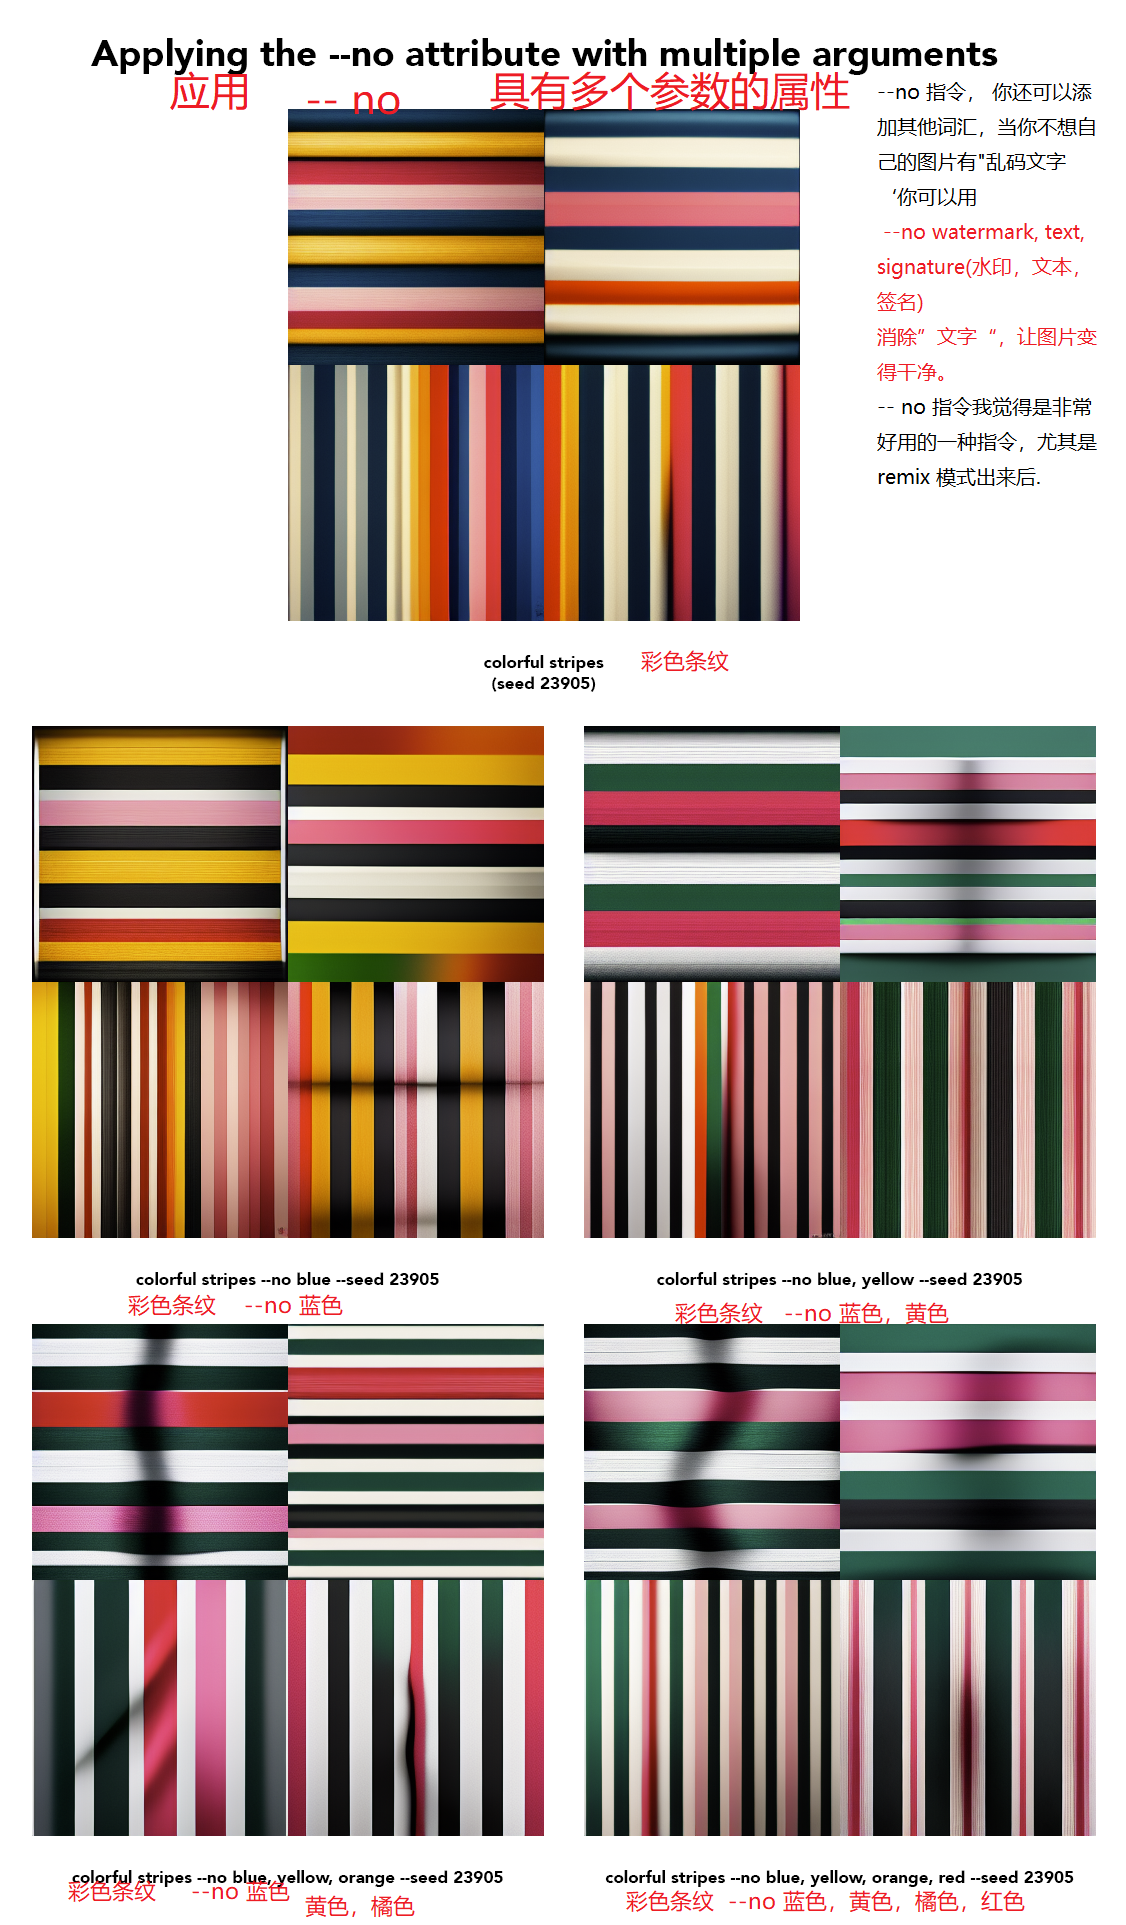 Applying the --no attribute with multiple arguments
应用 -- no 具有多个参数的属性
--no 指令， 你还可以添
加其他词汇，当你不想自
己的图片有"乱码文字
‘你可以用
--no watermark, text,
signature(水印，文本，
签名)
消除”文字“，让图片变
得干净。
-- no 指令我觉得是非常
好用的一种指令，尤其是
remix 模式出来后.
colorful stripes 彩色条纹
(seed 23905)
colorful stripes --no blue --seed 23905
彩色条纹 --no 蓝色
colorful stripes --no blue, yellow --seed 23905
彩色条纹 --no 蓝色，黄色
colorful stripes --no blue, yellow, orange --seed 23905
彩色条纹 --no 蓝色
黄色，橘色
colorful stripes --no blue, yellow, orange, red --seed 23905
彩色条纹 --no 蓝色，黄色，橘色，红色